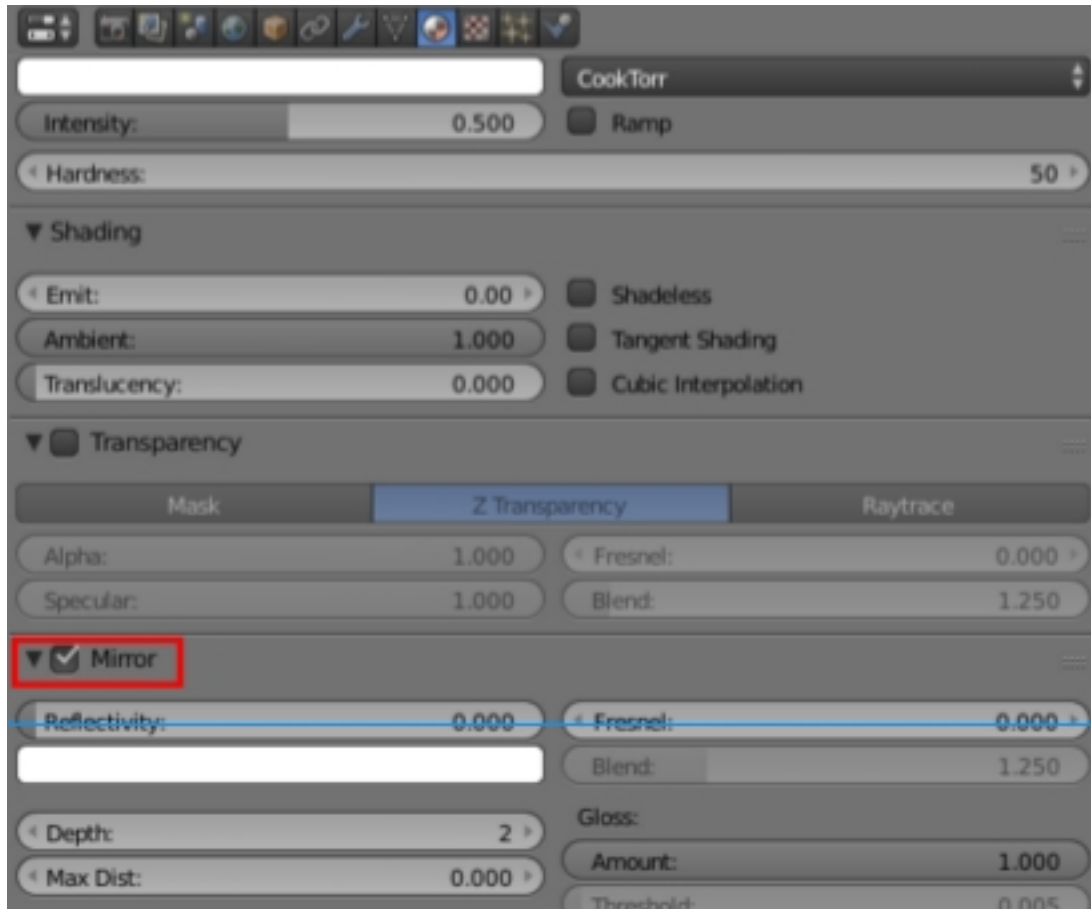 CookTorr
Intensity: 0.500 Ramp
Hardness: 50
Shading
Emit: 0.00 Shadeless
Ambient: 1.000 Tangent Shading
Translucency: 0.000 Cubic Interpolation
Transparency
Mask Z Transparency Raytrace
Alpha: 1.000 Fresnel: 0.000
Specular: 1.000 Blend: 1.250
Mirror
Reflectivity: 0.000 Fresnel: 0.000
Blend: 1.250
Gloss:
Depth: 2
Amount: 1.000
Max Dist: 0.000
Threshold: 0.005